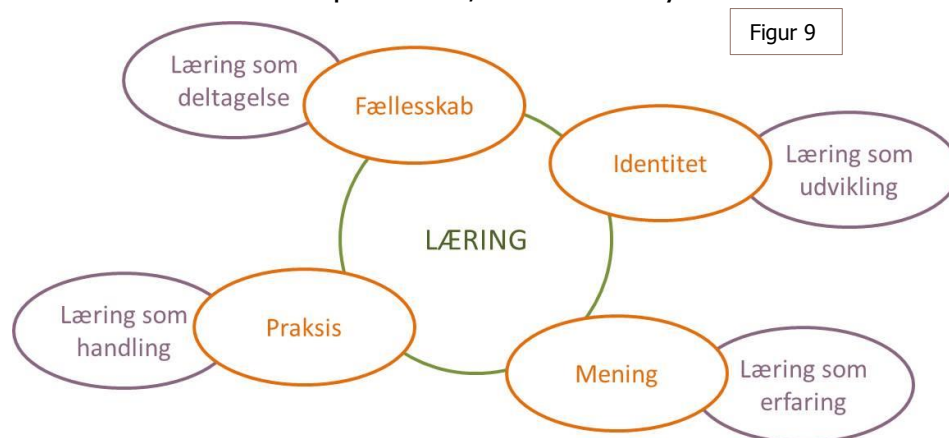 Figur 9
Læring som
deltagelse
Fællesskab
Identitet
Læring som
udvikling
LÆRING
Læring som
handling
Praksis
Mening
Læring som
erfaring